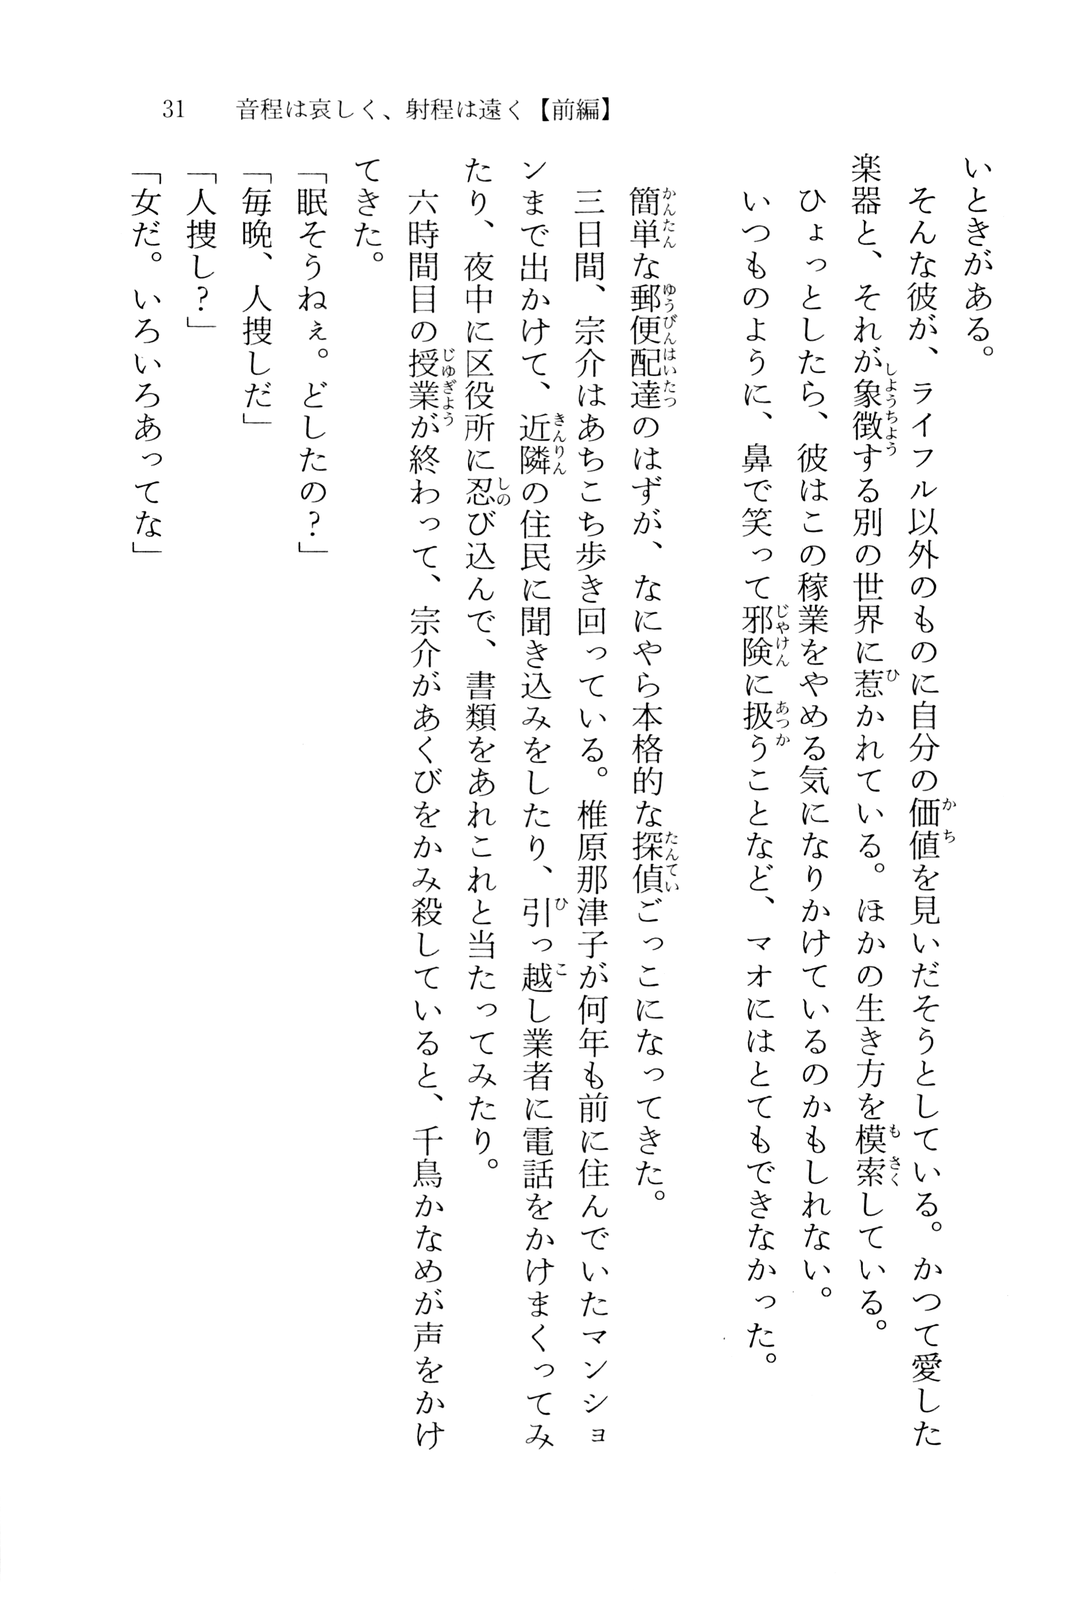 31 音程は哀しく、射程は遠く【前編】
いときがある。
そんな彼が、ライフル以外のものに自分の価値を見いだそうとしている。かつて愛した
楽器と、それが象徴する別の世界に惹かれている。ほかの生き方を模索している。
ひょっとしたら、彼はこの稼業をやめる気になりかけているのかもしれない。
いつものように、鼻で笑って邪険に扱うことなど、マオにはとてもできなかった。
簡単な郵便配達のはずが、なにやら本格的な探偵ごっこになってきた。
三日間、宗介はあちこち歩き回っている。椎原那津子が何年も前に住んでいたマンショ
ンまで出かけて、近隣の住民に聞き込みをしたり、引っ越し業者に電話をかけまくってみ
たり、夜中に区役所に忍び込んで、書類をあれこれと当たってみたり。
六時間目の授業が終わって、宗介があくびをかみ殺していると、千鳥かなめが声をかけ
てきた。
「眠そうねぇ。どしたの?」
「毎晩、人捜しだ」
「人捜し?」
「女だ。いろいろあってな」